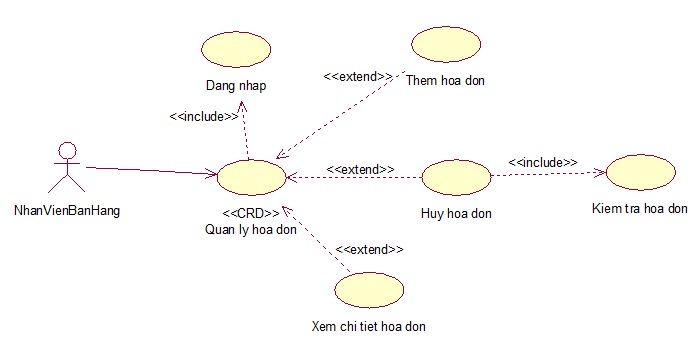 <<extend>>
Dang nhap
Them hoa don
<<include>>
<<extend>>
<<include>>
NhanVienBanHang
<<CRD>>
Quan ly hoa don
Huy hoa don
Kiem tra hoa don
<<extend>>
Xem chi tiet hoa don